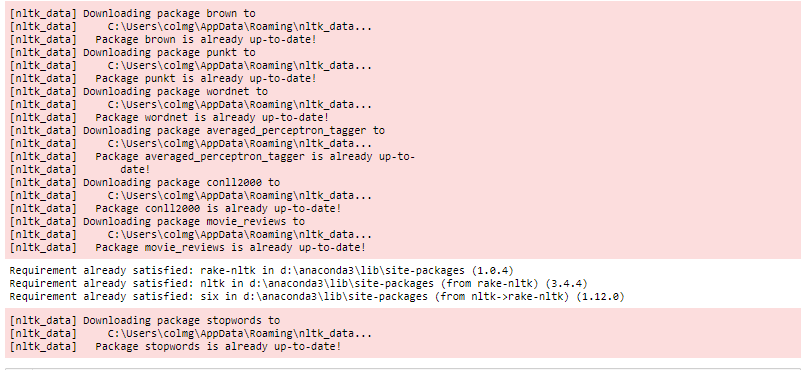 [nltk_data] Downloading package brown to
[nltk_data]     C:\Users\colmg\AppData\Roaming\nltk_data...
[nltk_data]   Package brown is already up-to-date!
[nltk_data] Downloading package punkt to
[nltk_data]     C:\Users\colmg\AppData\Roaming\nltk_data...
[nltk_data]   Package punkt is already up-to-date!
[nltk_data] Downloading package wordnet to
[nltk_data]     C:\Users\colmg\AppData\Roaming\nltk_data...
[nltk_data]   Package wordnet is already up-to-date!
[nltk_data] Downloading package averaged_perceptron_tagger to
[nltk_data]     C:\Users\colmg\AppData\Roaming\nltk_data...
[nltk_data]   Package averaged_perceptron_tagger is already up-to-
[nltk_data]       date!
[nltk_data] Downloading package conll2000 to
[nltk_data]     C:\Users\colmg\AppData\Roaming\nltk_data...
[nltk_data]   Package conll2000 is already up-to-date!
[nltk_data] Downloading package movie_reviews to
[nltk_data]     C:\Users\colmg\AppData\Roaming\nltk_data...
[nltk_data]   Package movie_reviews is already up-to-date!
Requirement already satisfied: rake-nltk in d:\anaconda3\lib\site-packages (1.0.4)
Requirement already satisfied: nltk in d:\anaconda3\lib\site-packages (from rake-nltk) (3.4.4)
Requirement already satisfied: six in d:\anaconda3\lib\site-packages (from nltk->rake-nltk) (1.12.0)
[nltk_data] Downloading package stopwords to
[nltk_data]     C:\Users\colmg\AppData\Roaming\nltk_data...
[nltk_data]   Package stopwords is already up-to-date!